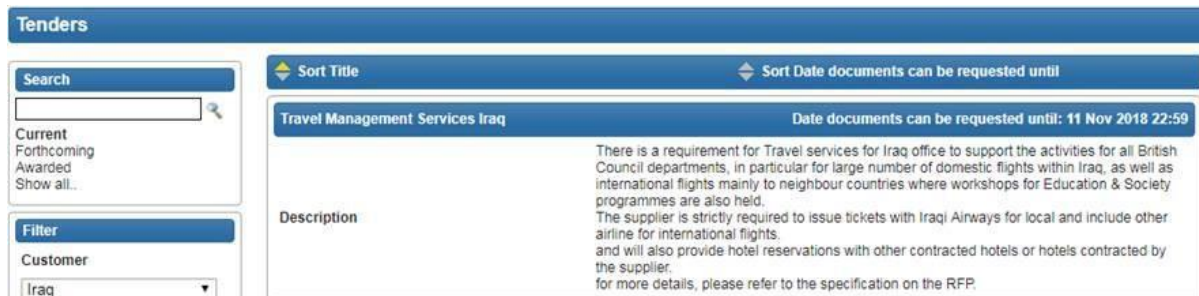 Tenders
Search
Current
Forthcoming
Awarded
Show all..
Filter
Customer
Iraq
Sort Title
Sort Date documents can be requested until
Travel Management Services Iraq
Date documents can be requested until: 11 Nov 2018 22:59
Description
There is a requirement for Travel services for Iraq office to support the activities for all British
Council departments, in particular for large number of domestic flights within Iraq, as well as
international flights mainly to neighbour countries where workshops for Education & Society
programmes are also held.
The supplier is strictly required to issue tickets with Iraqi Airways for local and include other
airline for international flights.
and will also provide hotel reservations with other contracted hotels or hotels contracted by
the supplier.
for more details, please refer to the specification on the RFP.